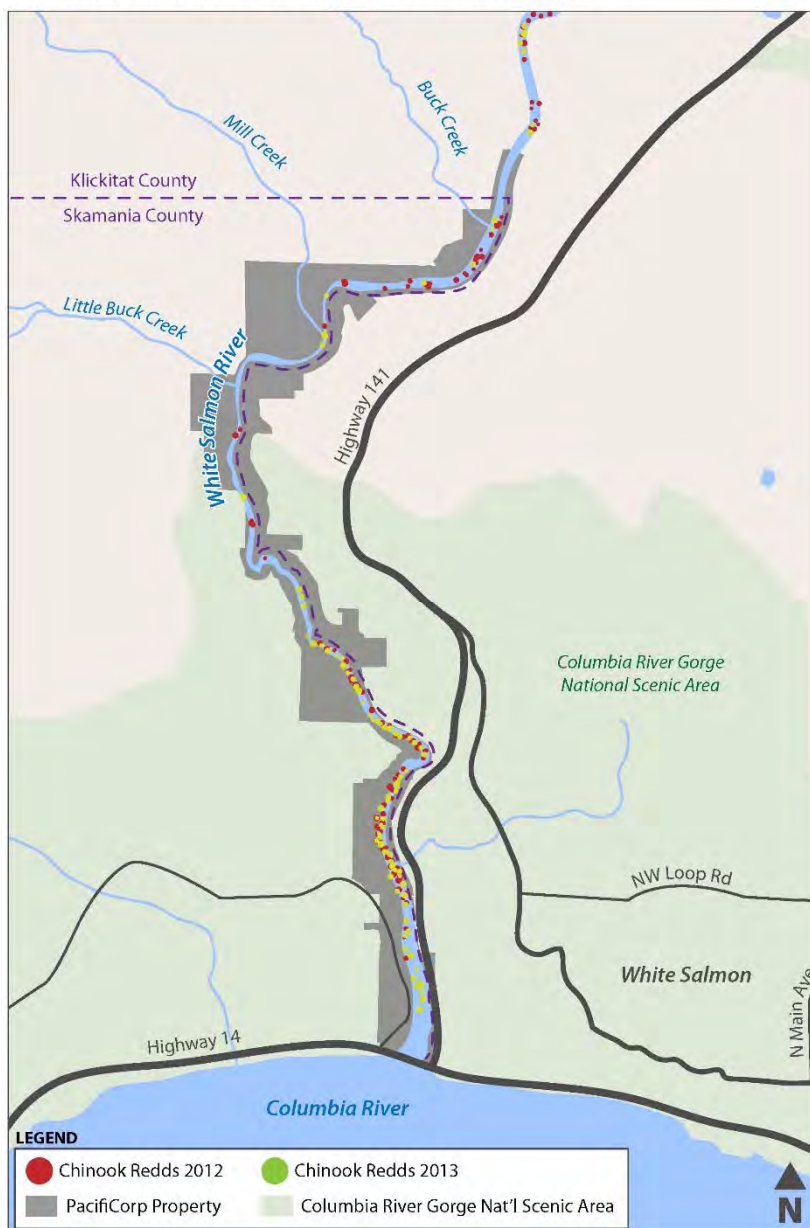 Buck Creek
Mill Creek
Klickitat County
Skamania County
Little Buck Creek
White Salmon River
Highway 141
Columbia River Gorge
National Scenic Area
NW Loop Rd
White Salmon
N Main Ave
Highway 14
Columbia River
LEGEND
Chinook Redds 2012
Chinook Redds 2013
PacifiCorp Property
Columbia River Gorge Nat'l Scenic Area
N